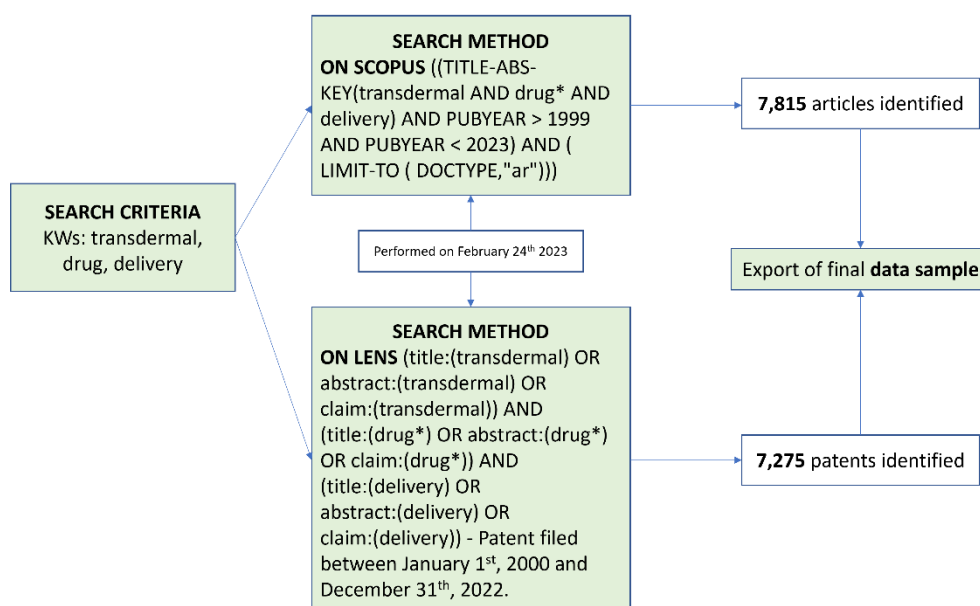 SEARCH CRITERIA
KWs: transdermal,
drug, delivery
SEARCH METHOD
ON SCOPUS ((TITLE-ABS-
KEY(transdermal AND drug* AND
delivery) AND PUBYEAR > 1999
AND PUBYEAR < 2023) AND (
LIMIT-TO ( DOCTYPE,"ar")))
7,815 articles identified
Performed on February 24th 2023
Export of final data sample
SEARCH METHOD
ON LENS (title:(transdermal) OR
abstract:(transdermal) OR
claim:(transdermal)) AND
(title:(drug*) OR abstract:(drug*)
OR claim:(drug*)) AND
(title:(delivery) OR
abstract:(delivery) OR
claim:(delivery)) - Patent filed
between January 1st, 2000 and
December 31th, 2022.
7,275 patents identified